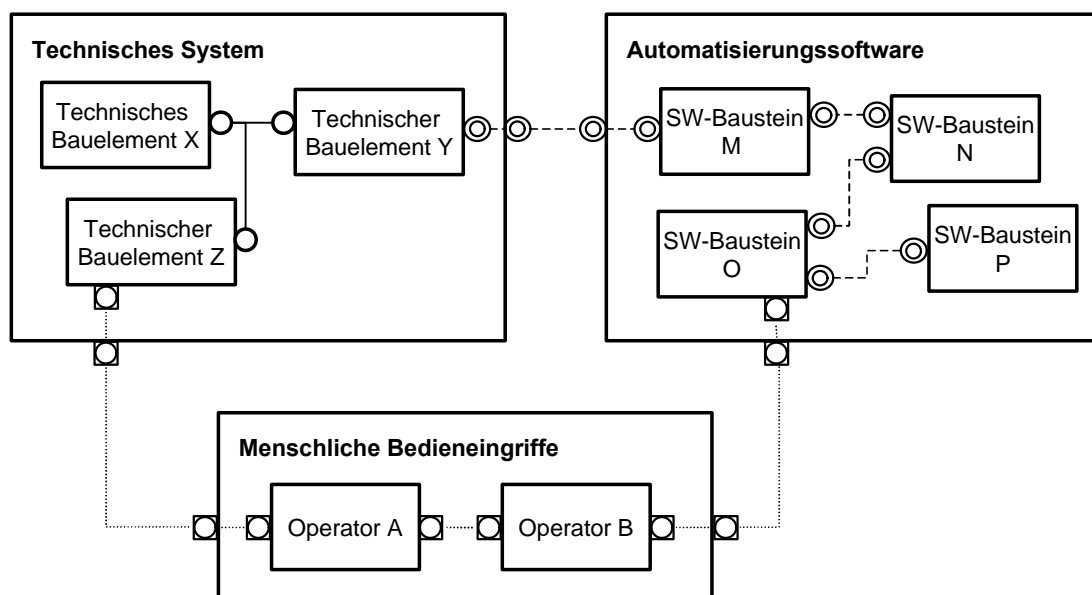 Technisches System
Technisches
Bauelement X
Technischer
Bauelement Y
Technischer
Bauelement Z
Automatisierungssoftware
SW-Baustein
M
SW-Baustein
N
SW-Baustein
O
SW-Baustein
P
Menschliche Bedieneingriffe
Operator A
Operator B